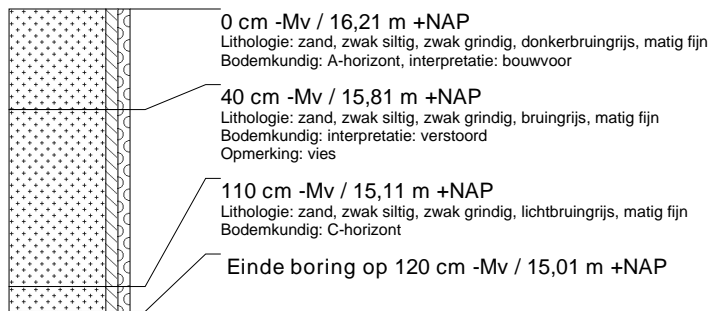 0 cm -Mv / 16,21 m +NAP
Lithologie: zand, zwak siltig, zwak grindig, donkerbruingrijs, matig fijn
Bodemkundig: A-horizont, interpretatie: bouwvoor
40 cm -Mv / 15,81 m +NAP
Lithologie: zand, zwak siltig, zwak grindig, bruingrijs, matig fijn
Bodemkundig: interpretatie: verstoord
Opmerking: vies
110 cm -Mv / 15,11 m +NAP
Lithologie: zand, zwak siltig, zwak grindig, lichtbruingrijs, matig fijn
Bodemkundig: C-horizont
Einde boring op 120 cm -Mv / 15,01 m +NAP